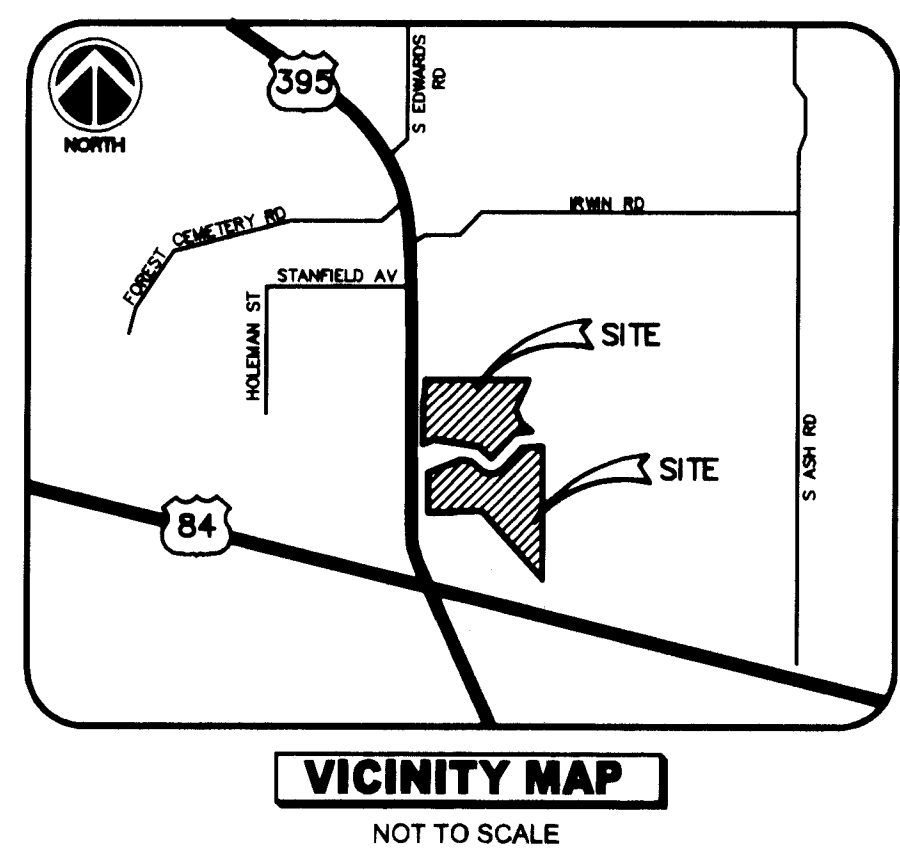 NORTH
395
S EDWARDS
RD
FOREST CEMETERY RD
IRWIN RD
STANFIELD AV
HOLEMAN ST
SITE
SITE
S ASH RD
84
VICINITY MAP
NOT TO SCALE